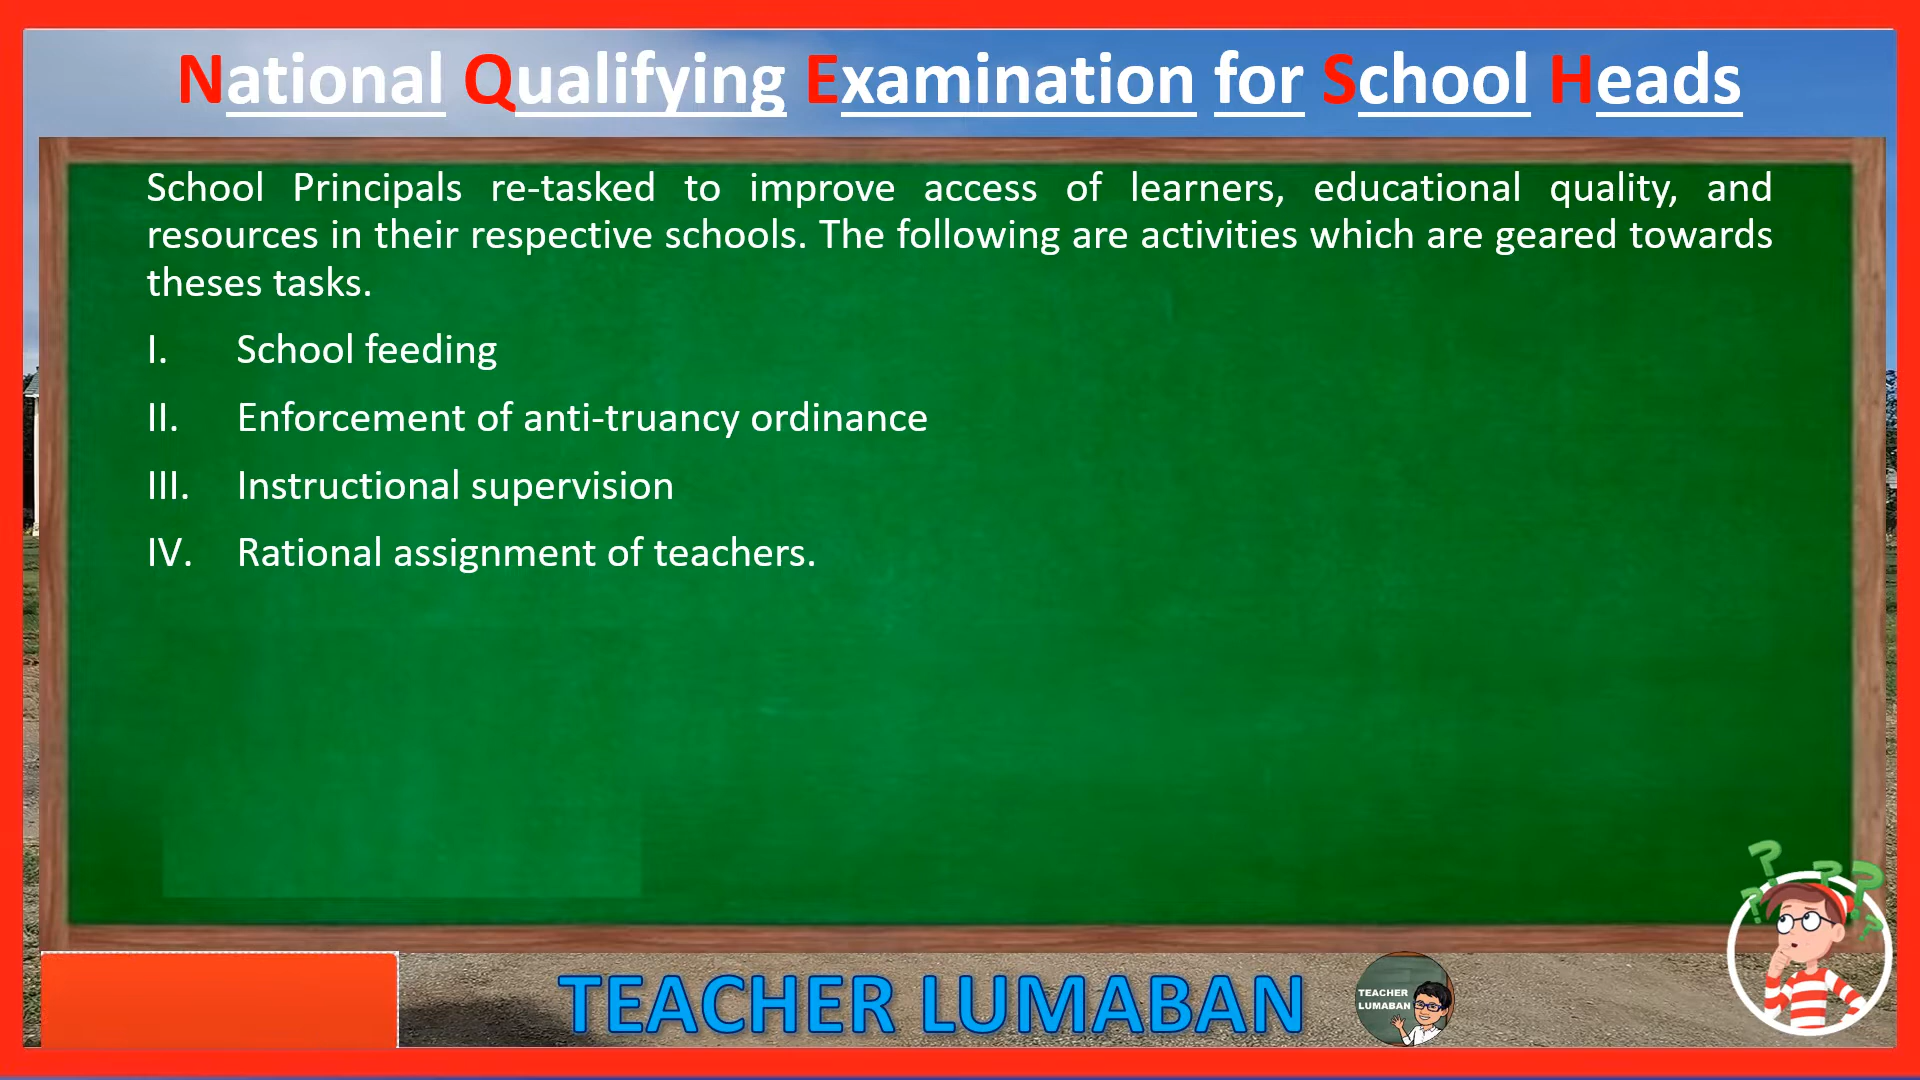 National Qualifying Examination for School Heads
School Principals re-tasked to improve access of learners, educational quality, and
resources in their respective schools. The following are activities which are geared towards
theses tasks.
I. School feeding
II. Enforcement of anti-truancy ordinance
III. Instructional supervision
IV. Rational assignment of teachers.
TEACHER LUMABAN
TEACHER
LUMABAN